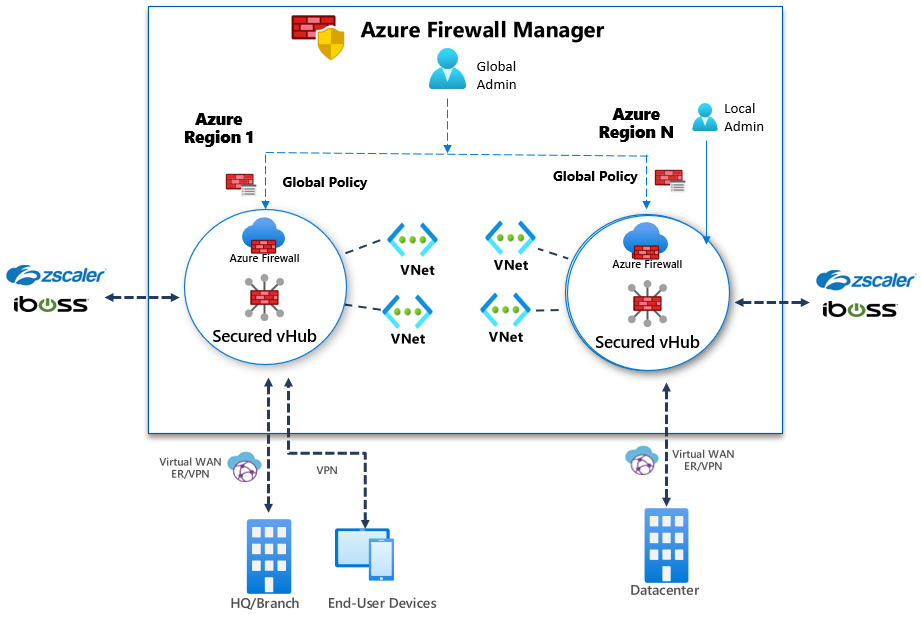 Azure Firewall Manager
Global
Admin
Azure
Region 1
Azure
Region N
Local
Admin
Global Policy
Global Policy
Azure Firewall
Secured vHub
VNet
VNet
VNet
VNet
Azure Firewall
Secured vHub
zscaler
iboss
zscaler
iboss
Virtual WAN
ER/VPN
VPN
Virtual WAN
ER/VPN
HQ/Branch
End-User Devices
Datacenter